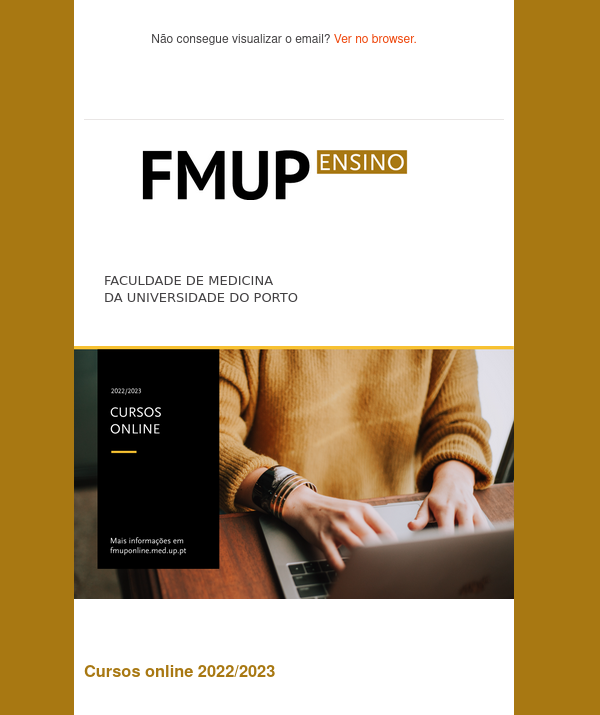 Não consegue visualizar o email? Ver no browser.
FMUP ENSINO
FACULDADE DE MEDICINA
DA UNIVERSIDADE DO PORTO
2022/2023
CURSOS
ONLINE
Mais informações em
fmuponline.med.up.pt
Cursos online 2022/2023